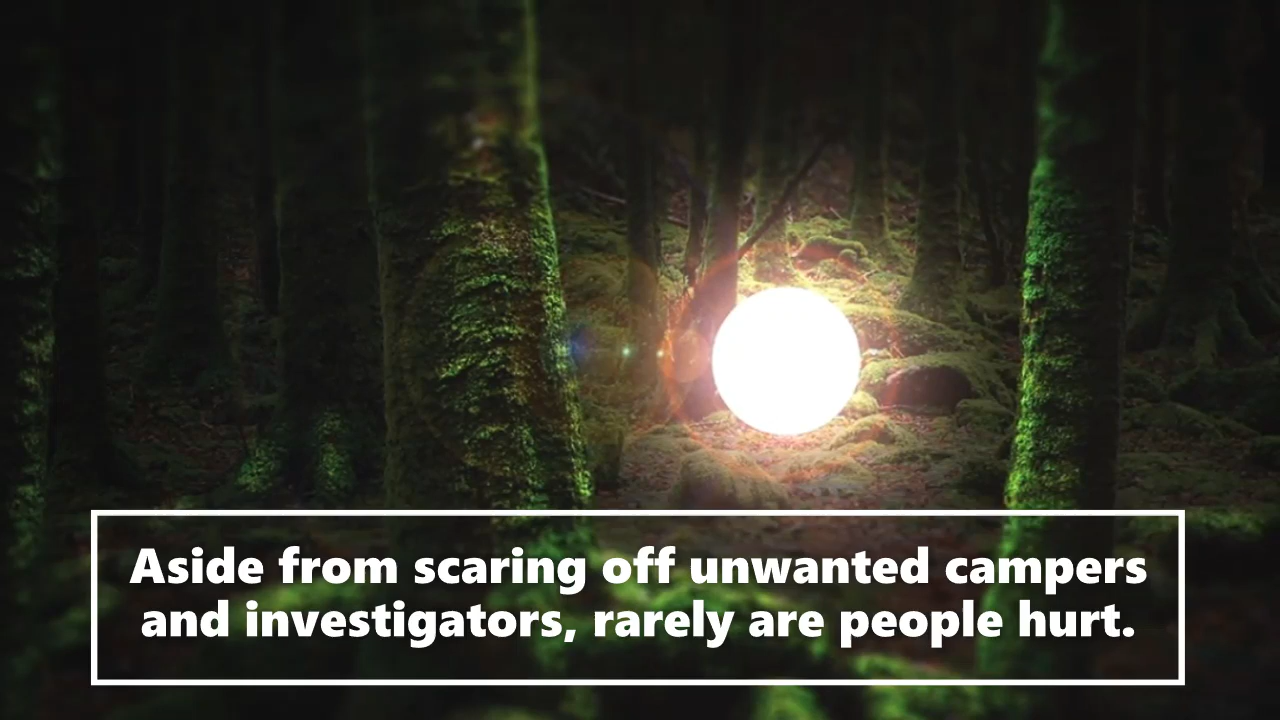 Aside from scaring off unwanted campers
and investigators, rarely are people hurt.